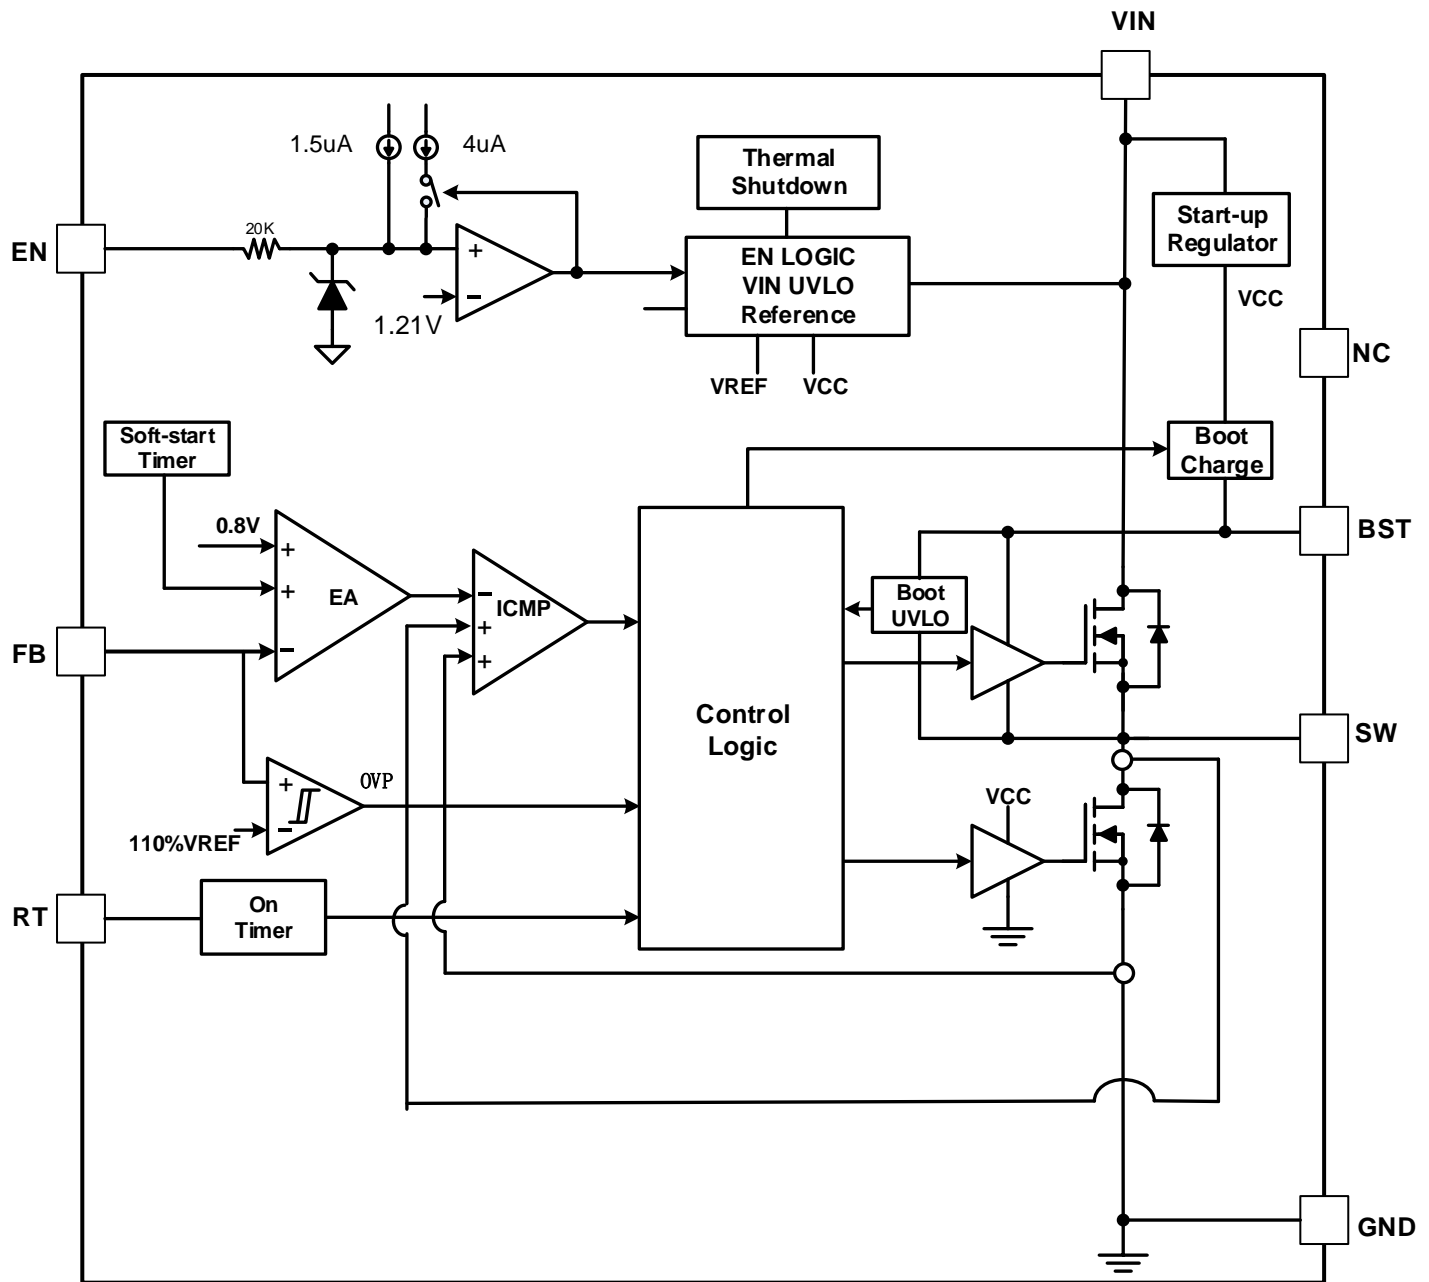 VIN
1.5uA
4uA
Thermal
Shutdown
Start-up
Regulator
20K
EN
+
EN LOGIC
VIN UVLO
Reference
−
1.21V
VCC
NC
VREF
VCC
Soft-start
Timer
Boot
Charge
0.8V
+
BST
+
EA
−
ICMP
Boot
UVLO
+
FB
−
+
Control
Logic
SW
+
OVP
VCC
−
110%VREF
On
Timer
RT
GND